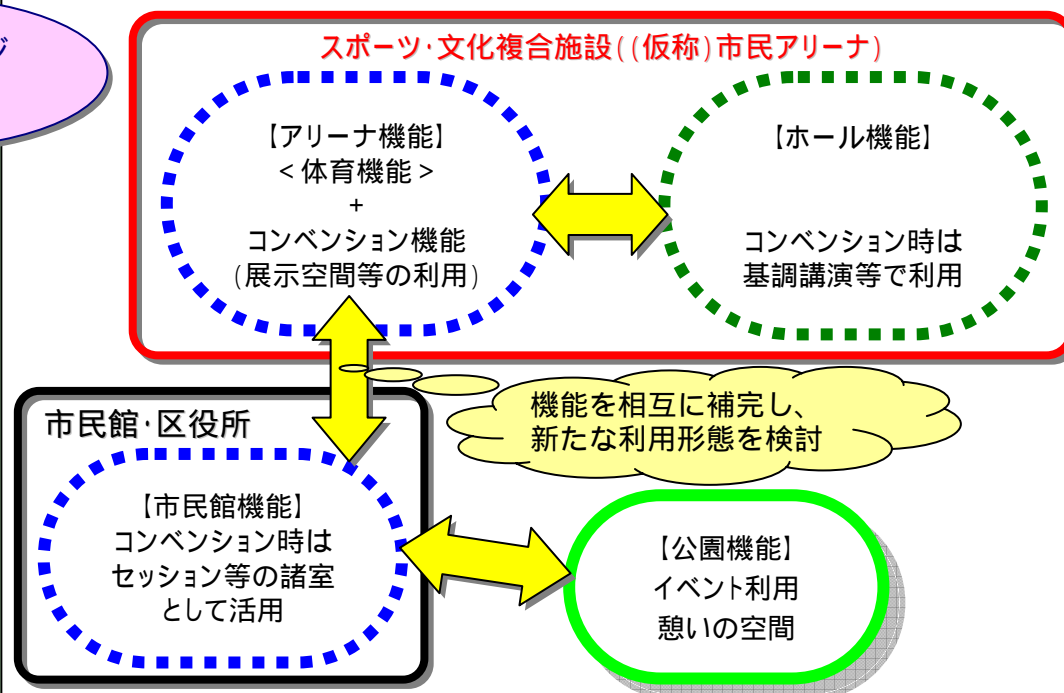 ジ
スポーツ・文化複合施設((仮称)市民アリーナ)
【アリーナ機能】
<体育機能>
+
コンベンション機能
(展示空間等の利用)
【ホール機能】
コンベンション時は
基調講演等で利用
機能を相互に補完し、
新たな利用形態を検討
市民館・区役所
【市民館機能】
コンベンション時は
セッション等の諸室
として活用
【公園機能】
イベント利用
憩いの空間